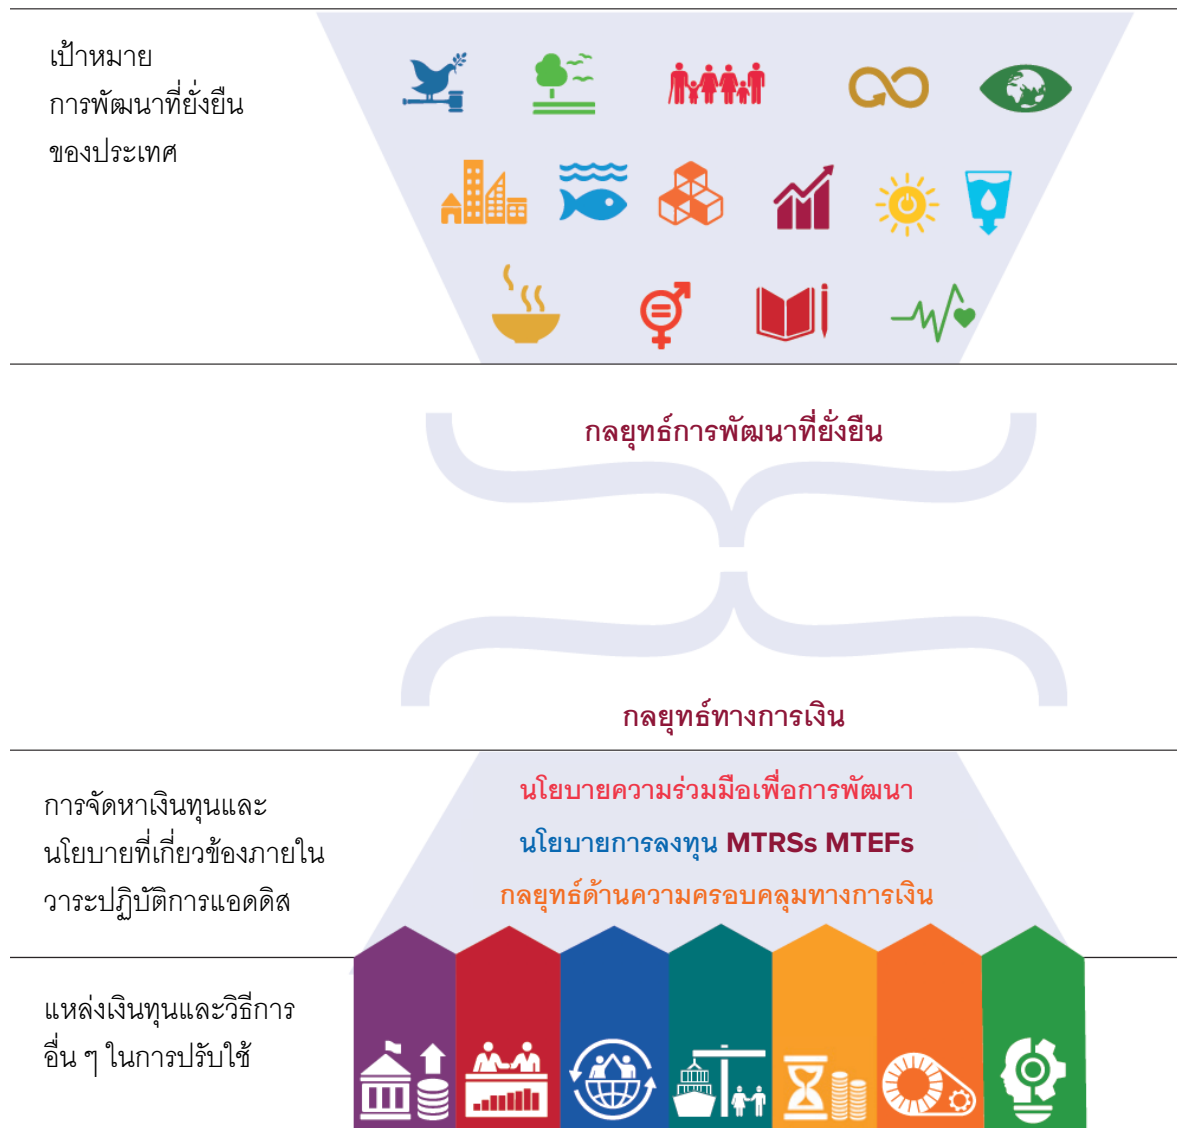 เป้าหมาย
การพัฒนาที่ยั่งยืน
ของประเทศ
กลยุทธ์การพัฒนาที่ยั่งยืน
กลยุทธ์ทางการเงิน
การจัดหาเงินทุนและ
นโยบายที่เกี่ยวข้องภายใน
วาระปฏิบัติการแอดดิส
นโยบายความร่วมมือเพื่อการพัฒนา
นโยบายการลงทุน MTRSs MTEFs
กลยุทธ์ด้านความครอบคลุมทางการเงิน
แหล่งเงินทุนและวิธีการ
อื่น ๆ ในการปรับใช้